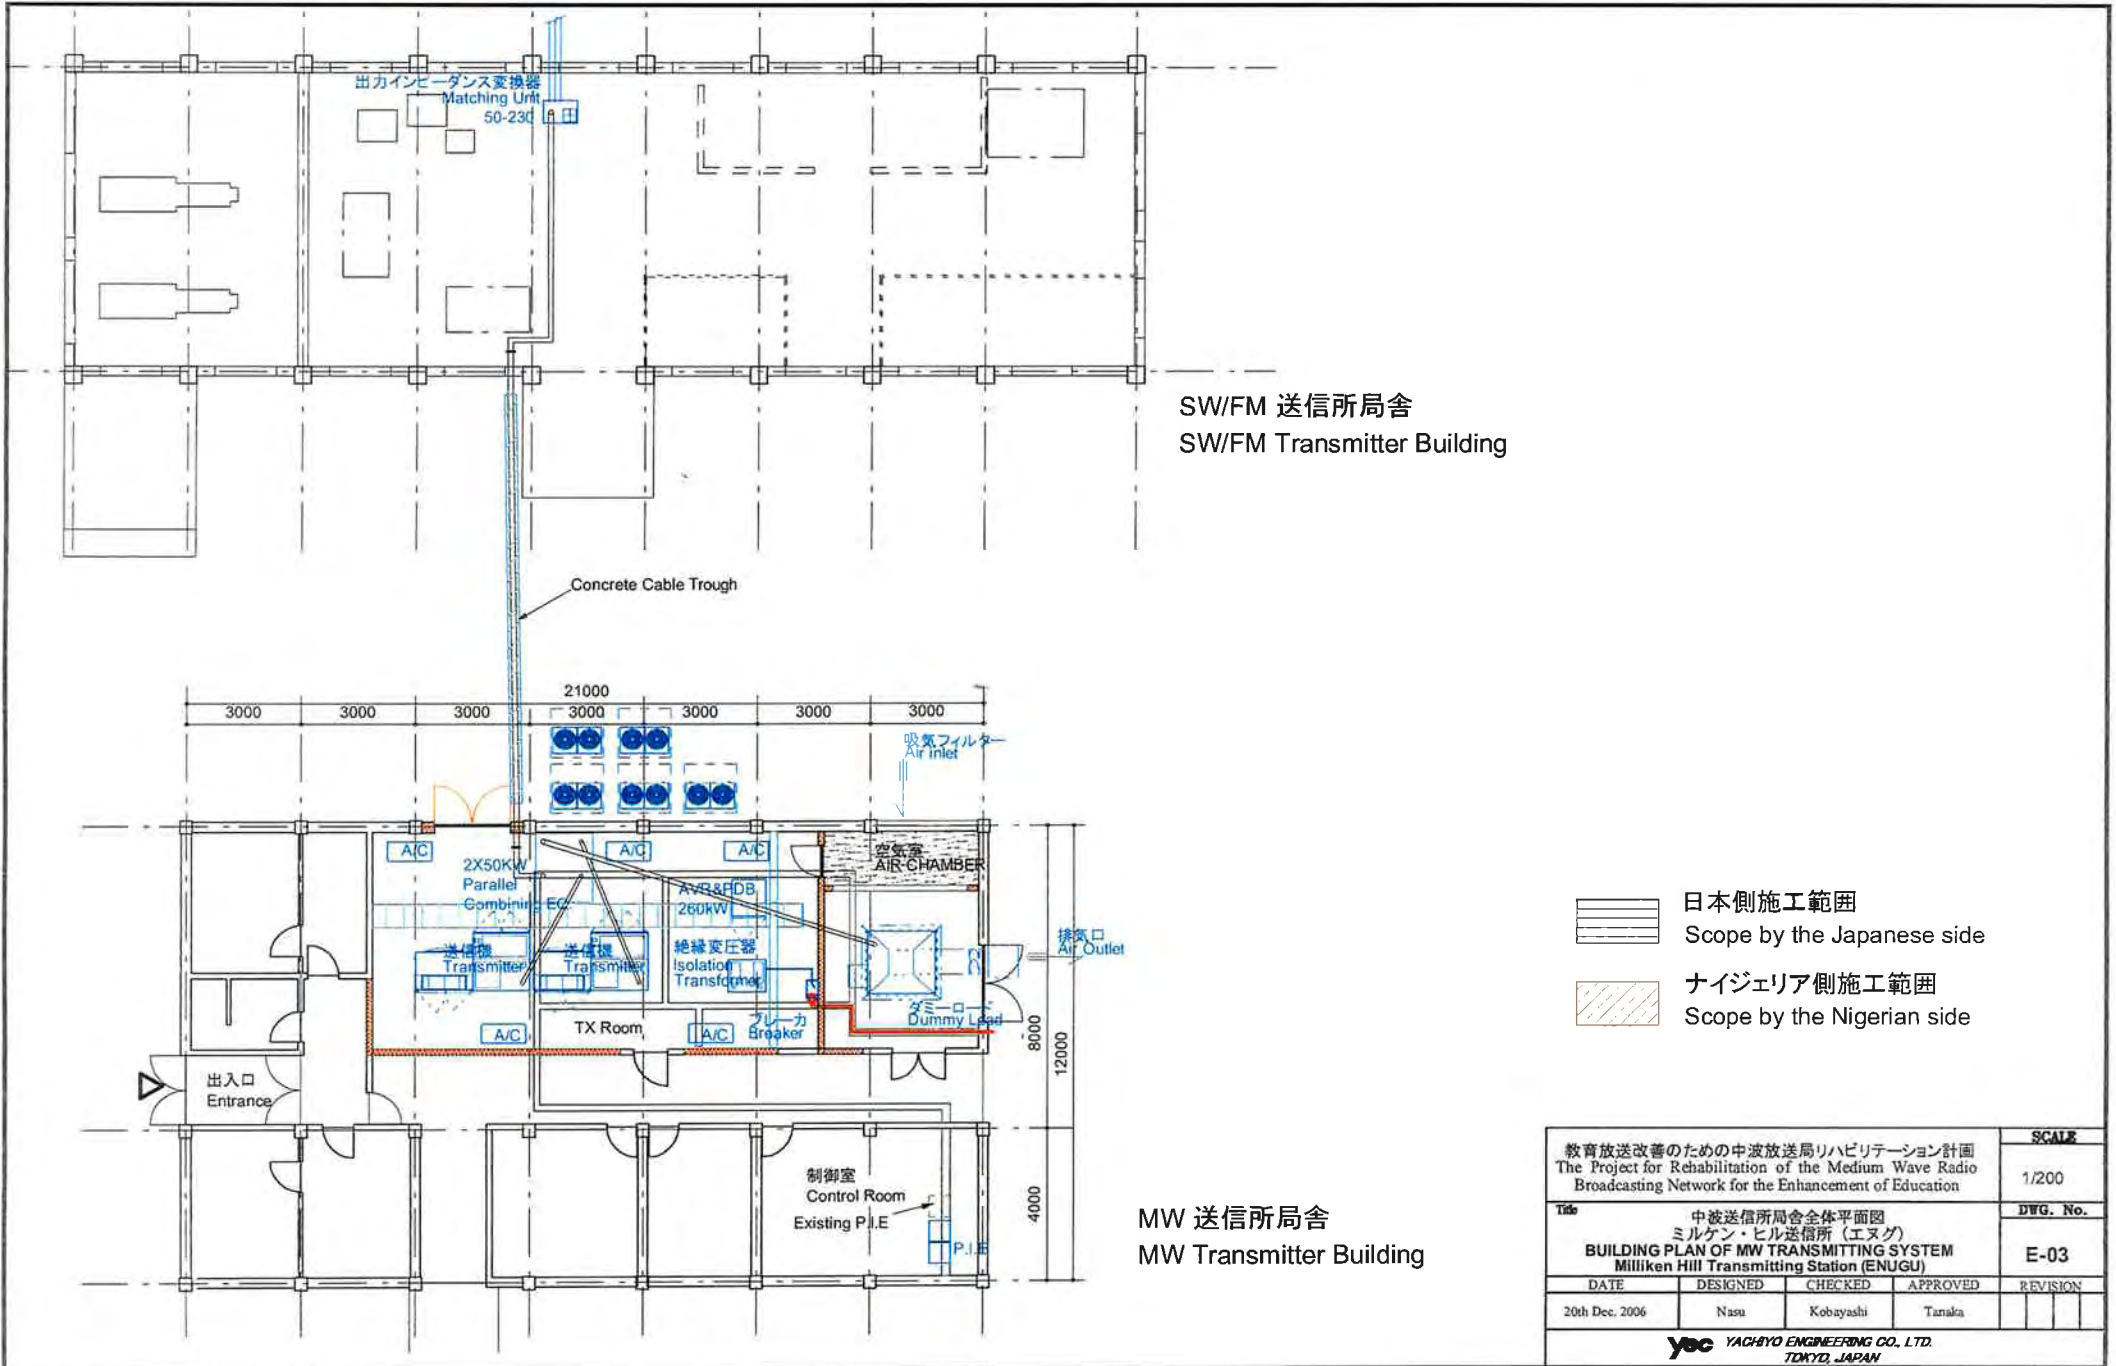 出力インピーダンス変換器
Matching Unit
50-230
SW/FM 送信所局舎
SW/FM Transmitter Building
Concrete Cable Trough
21000
3000
3000
3000
3000
3000
3000
3000
吸気フィルター
Air inlet
A/C
A/C
A/C
2X50KW
Parallel
Combining EC
空気室
AIR-CHAMBER
AVR&PDB
260kW
送信機
Transmitter
送信機
Transmitter
絶縁変圧器
Isolation
Transformer
排気口
Air Outlet
ダミーロード
Dummy Load
A/C
TX Room
A/C
ブレーカ
Breaker
8000
12000
4000
出入口
Entrance
制御室
Control Room
Existing P.I.E
P.I.E
MW 送信所局舎
MW Transmitter Building
日本側施工範囲
Scope by the Japanese side
ナイジェリア側施工範囲
Scope by the Nigerian side
教育放送改善のための中波放送局リハビリテーション計画
The Project for Rehabilitation of the Medium Wave Radio
Broadcasting Network for the Enhancement of Education
SCALE
1/200
Title
中波送信所局舎全体平面図
ミルケン・ヒル送信所（エヌグ）
BUILDING PLAN OF MW TRANSMITTING SYSTEM
Milliken Hill Transmitting Station (ENUGU)
DWG. No.
E-03
DATE DESIGNED CHECKED APPROVED REVISION
20th Dec. 2006 Nasu Kobayashi Tanaka
yec YACHIYO ENGINEERING CO., LTD.
TOKYO, JAPAN